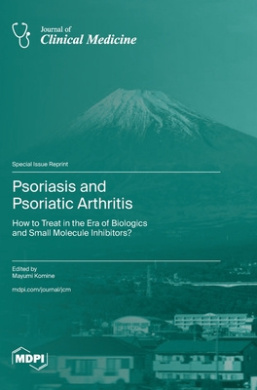 Journal of
Clinical Medicine
Special Issue Reprint
Psoriasis and
Psoriatic Arthritis
How to Treat in the Era of Biologics
and Small Molecule Inhibitors?
Edited by
Mayumi Komine
mdpi.com/journal/jcm
MDPI